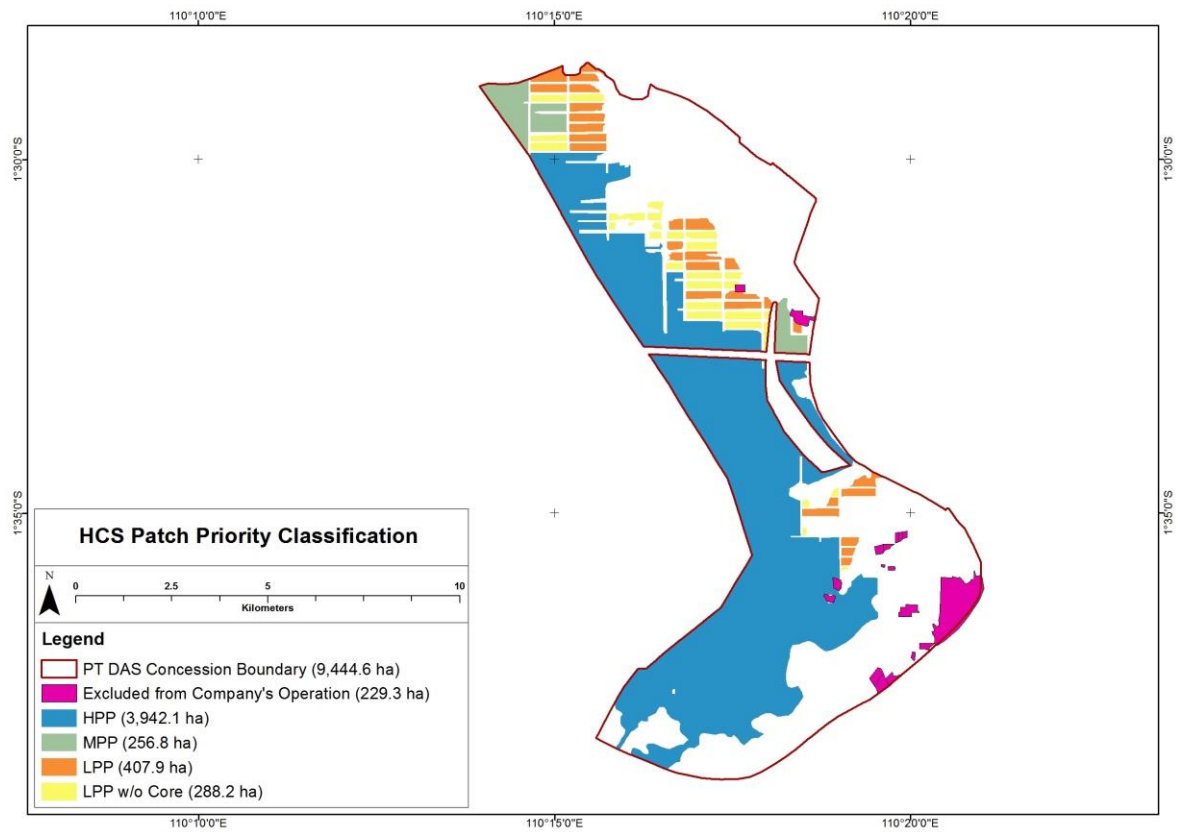 110°10'0"E 110°15'0"E 110°20'0"E
1°30'0"S 1°30'0"S
1°35'0"S 1°35'0"S
HCS Patch Priority Classification
N
0 2.5 5 10
Kilometers
Legend
PT DAS Concession Boundary (9,444.6 ha)
Excluded from Company's Operation (229.3 ha)
HPP (3,942.1 ha)
MPP (256.8 ha)
LPP (407.9 ha)
LPP w/o Core (288.2 ha)
110°10'0"E 110°15'0"E 110°20'0"E